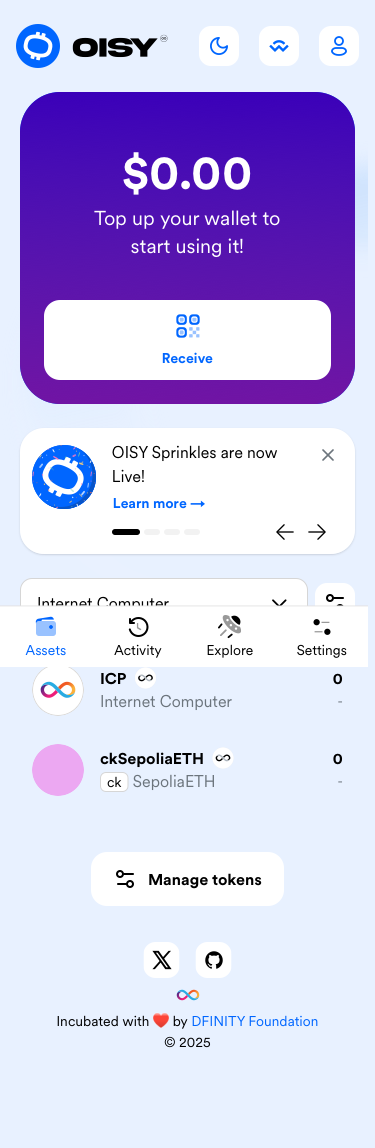 OISY
$0.00
Top up your wallet to
start using it!
Receive
OISY Sprinkles are now
Live!
Learn more →
Internet Computer
Assets
Activity
Explore
Settings
ICP
0
Internet Computer
-
ckSepoliaETH
0
ck SepoliaETH
-
Manage tokens
Incubated with ❤️ by DFINITY Foundation
© 2025